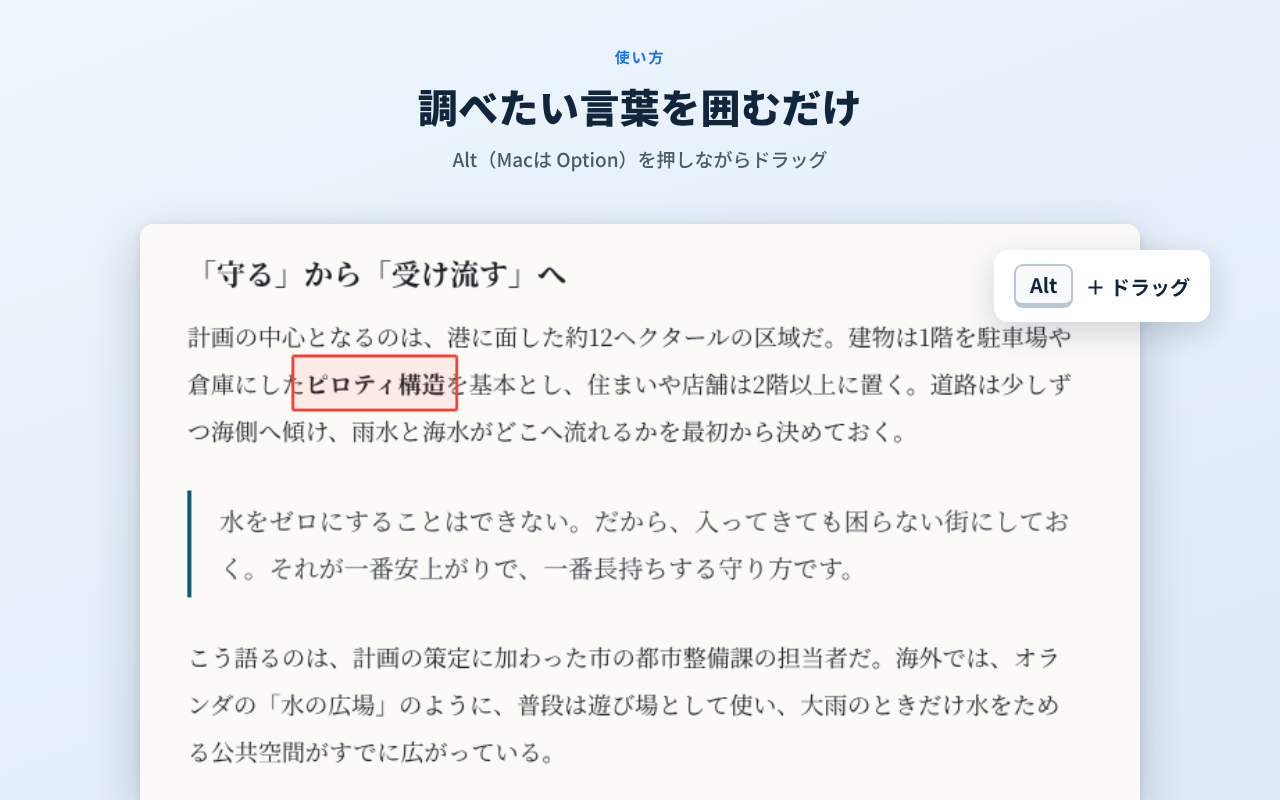 使い方
調べたい言葉を囲むだけ
Alt（Macは Option）を押しながらドラッグ
Alt ＋ ドラッグ
「守る」から「受け流す」へ
計画の中心となるのは、港に面した約12ヘクタールの区域だ。建物は1階を駐車場や
倉庫にしたピロティ構造を基本とし、住まいや店舗は2階以上に置く。道路は少しず
つ海側へ傾け、雨水と海水がどこへ流れるかを最初から決めておく。
水をゼロにすることはできない。だから、入ってきても困らない街にしてお
く。それが一番安上がりで、一番長持ちする守り方です。
こう語るのは、計画の策定に加わった市の都市整備課の担当者だ。海外では、オラ
ンダの「水の広場」のように、普段は遊び場として使い、大雨のときだけ水をため
る公共空間がすでに広がっている。